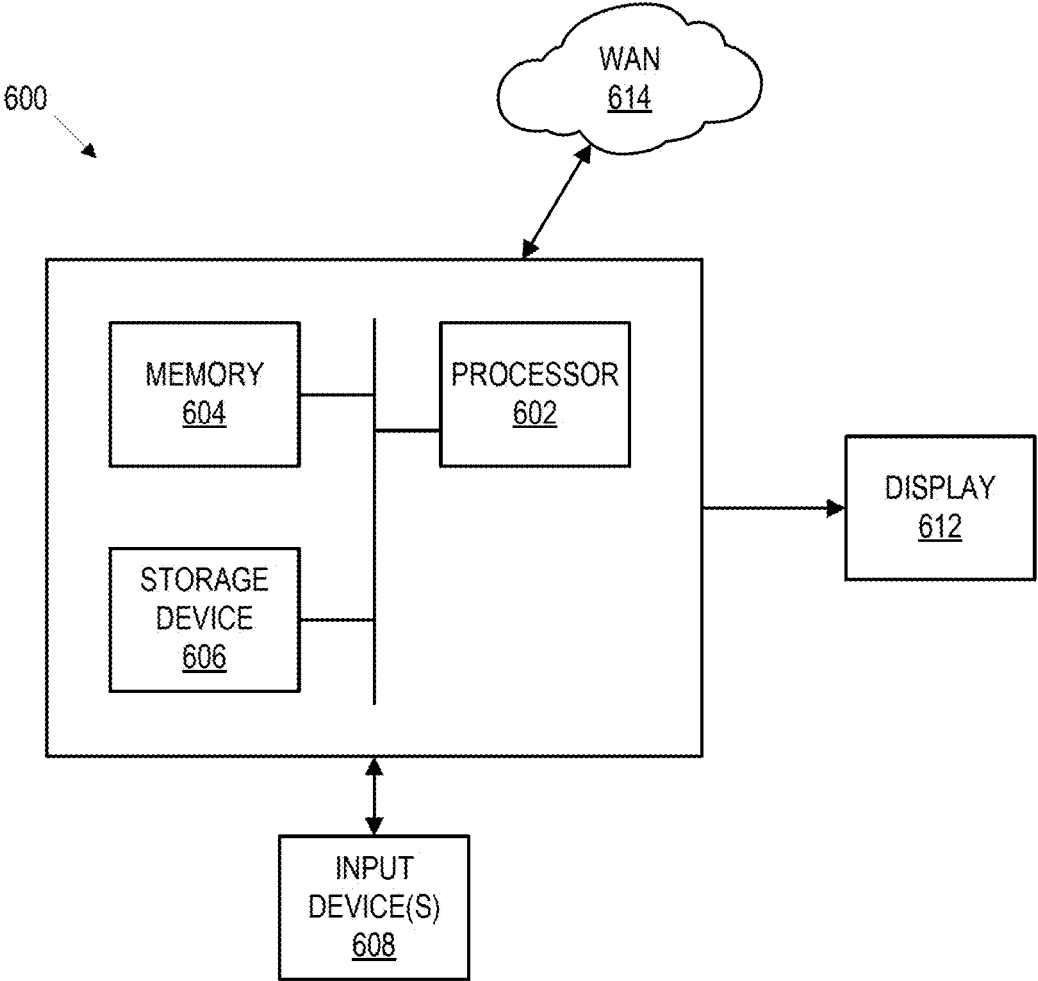 WAN
614
600
MEMORY
604
PROCESSOR
602
DISPLAY
612
STORAGE
DEVICE
606
INPUT
DEVICE(S)
608